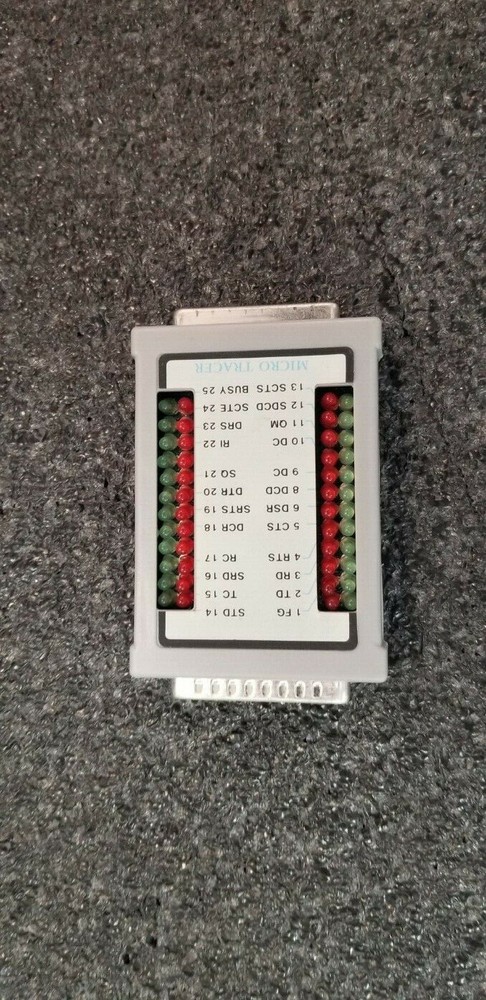 1 FG STD 14
2 TD TC 15
3 RD SRD 16
4 RTS RC 17
5 CTS DCR 18
6 DSR SRTS 19
8 DCD DTR 20
9 DC SQ 21
10 DC RI 22
11 QM DRS 23
12 SDCD SCTE 24
13 SCTS BUSY 25
MICRO TRACER